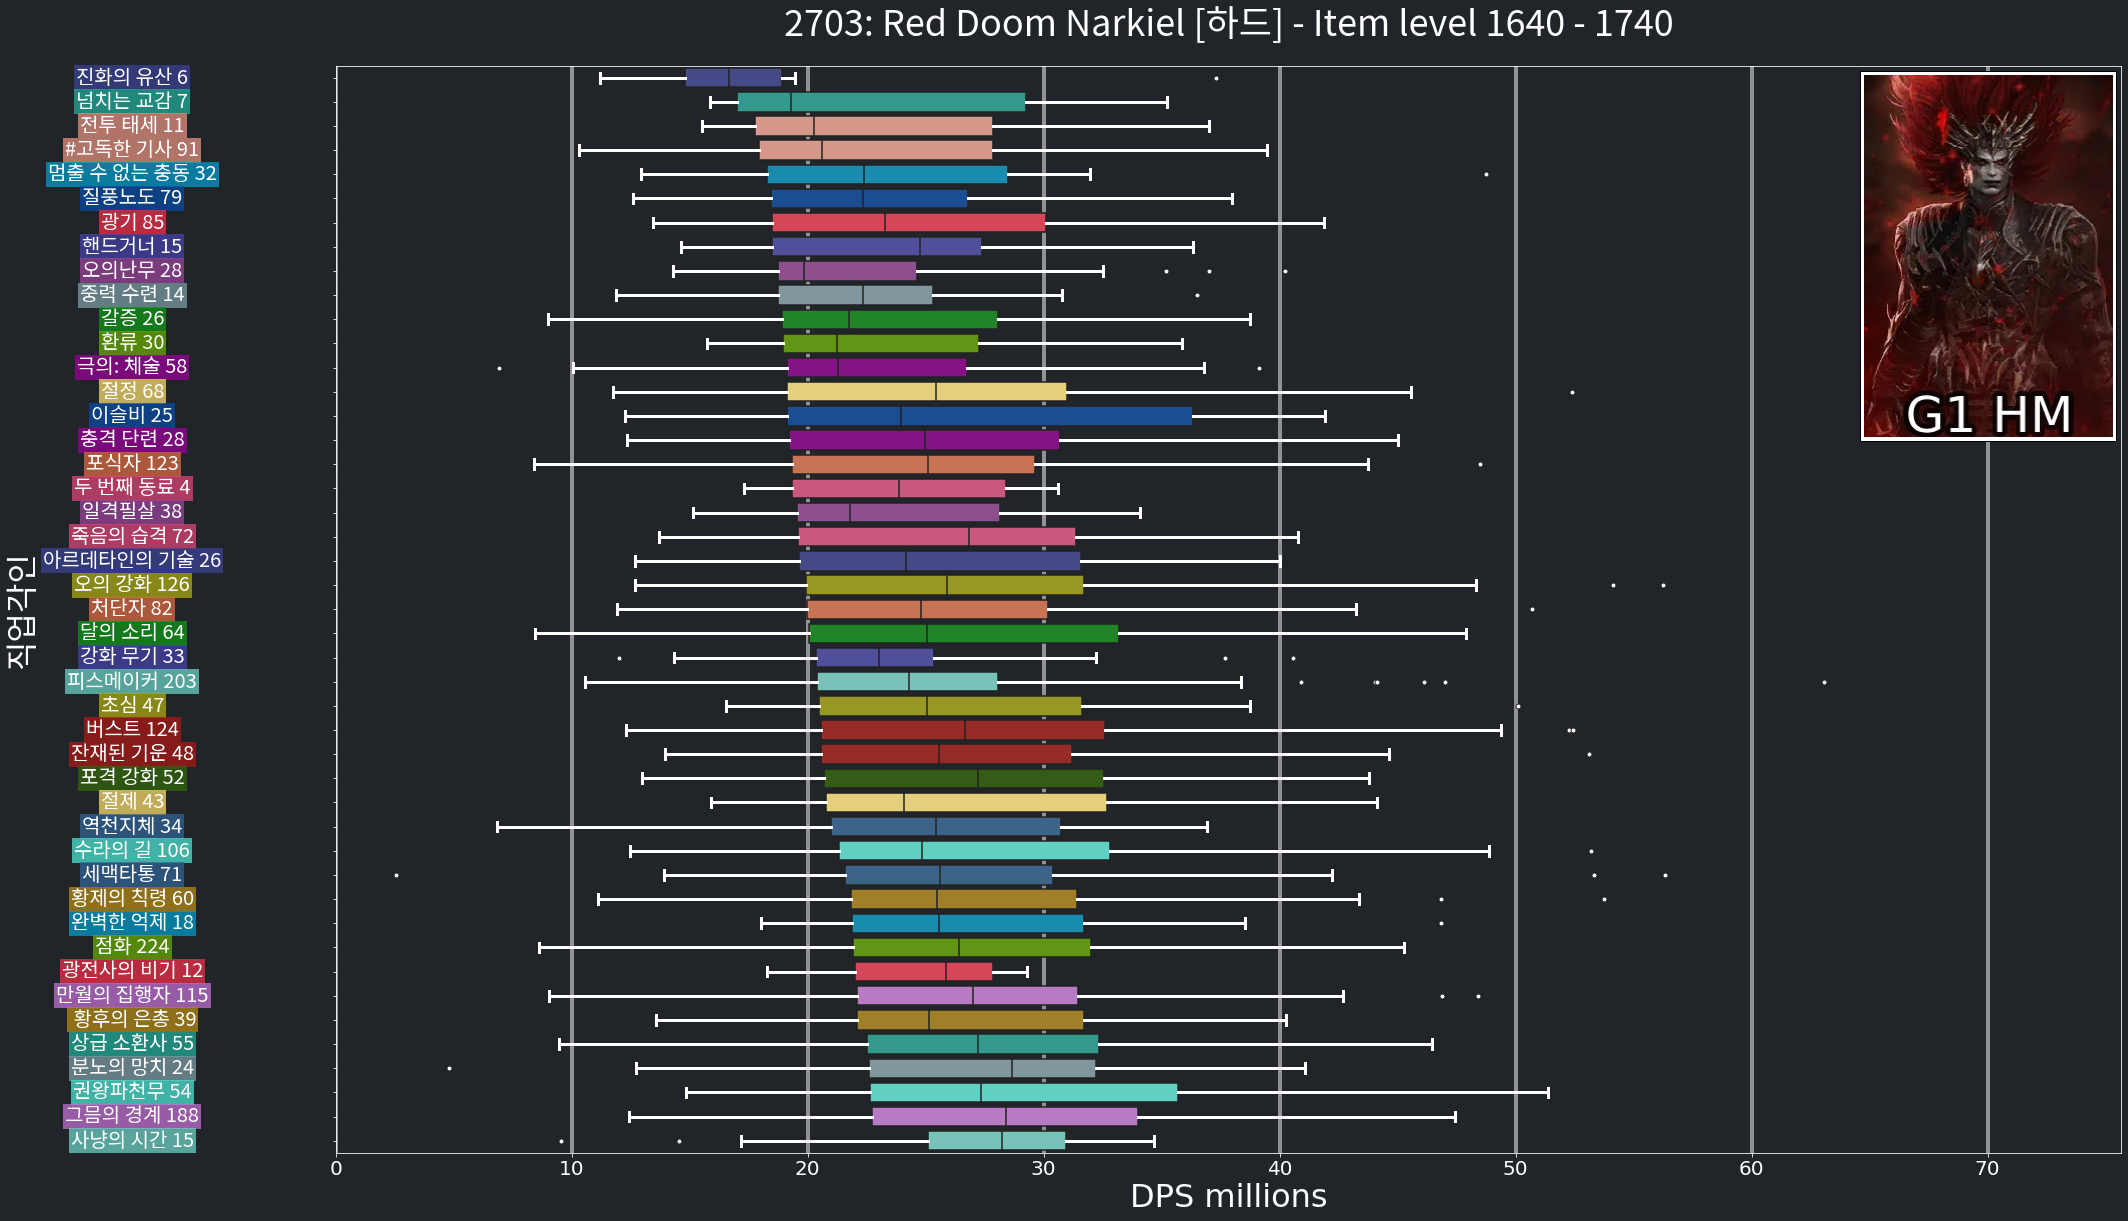 2703: Red Doom Narkiel [하드] - Item level 1640 - 1740
진화의 유산 6
넘치는 교감 7
전투 태세 11
#고독한 기사 91
멈출 수 없는 충동 32
질풍노도 79
광기 85
핸드거너 15
오의난무 28
중력 수련 14
갈증 26
환류 30
극의: 체술 58
절정 68
이슬비 25
충격 단련 28
포식자 123
두 번째 동료 4
일격필살 38
죽음의 습격 72
아르데타인의 기술 26
오의 강화 126
처단자 82
달의 소리 64
강화 무기 33
피스메이커 203
초심 47
버스트 124
잔재된 기운 48
포격 강화 52
절제 43
역천지체 34
수라의 길 106
세맥타통 71
황제의 칙령 60
완벽한 억제 18
점화 224
광전사의 비기 12
만월의 집행자 115
황후의 은총 39
상급 소환사 55
분노의 망치 24
권왕파천무 54
그믐의 경계 188
사냥의 시간 15
직업각인
G1 HM
0 10 20 30 40 50 60 70
DPS millions